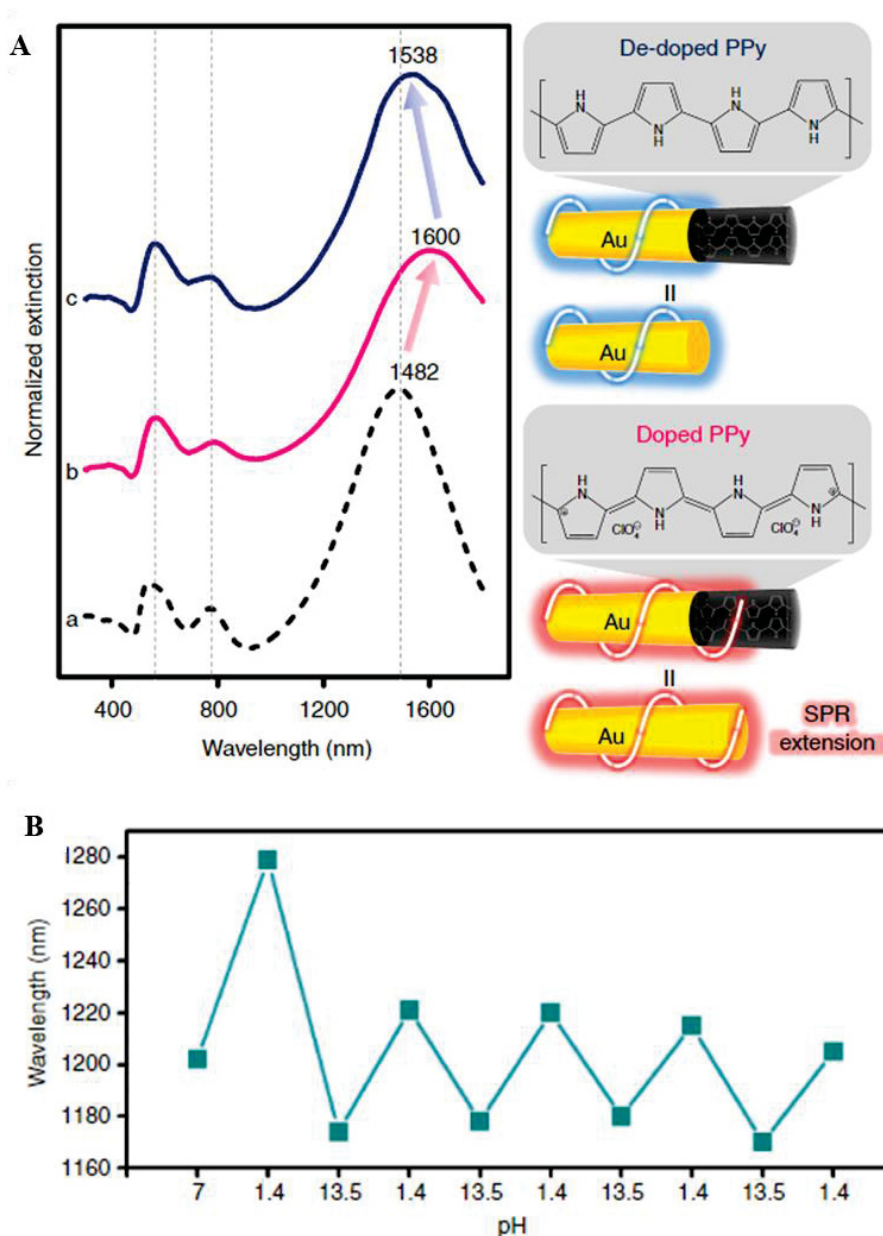 A
1538
1600
1482
c
b
a
Normalized extinction
400
800
1200
1600
Wavelength (nm)
De-doped PPy
H
N
N
H
H
N
N
H
Au
=
Au
Doped PPy
H
N
N
H
H
N
N
H
⊕
⊕
ClO₄⊖
ClO₄⊖
Au
=
Au
SPR
extension
B
1280
1260
1240
1220
1200
1180
1160
Wavelength (nm)
7
1.4
13.5
1.4
13.5
1.4
13.5
1.4
13.5
1.4
pH